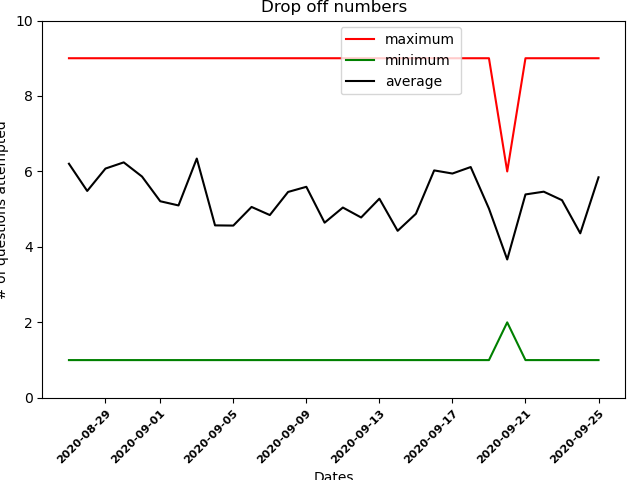 Drop off numbers
maximum
minimum
average
# of questions attempted
10
8
6
4
2
0
2020-08-29
2020-09-01
2020-09-05
2020-09-09
2020-09-13
2020-09-17
2020-09-21
2020-09-25
Dates